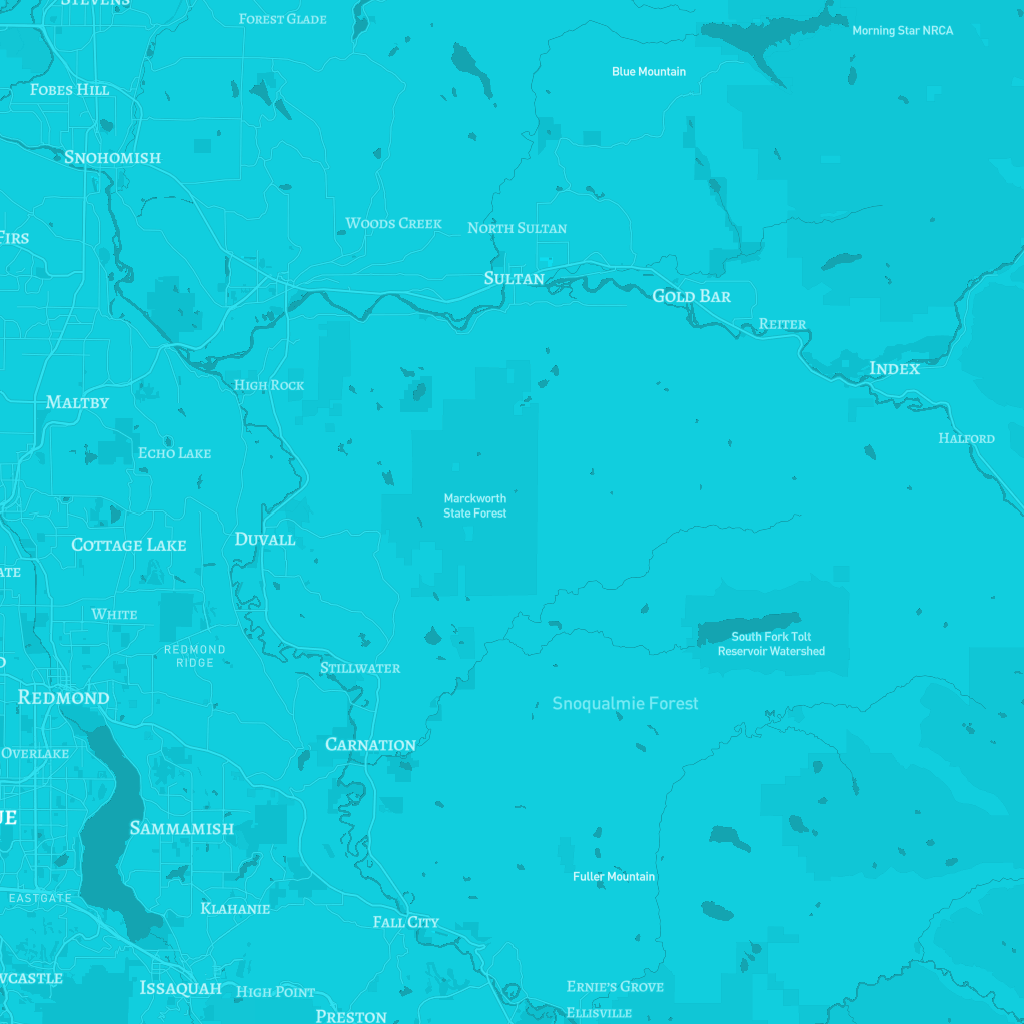 STEVENS
FOREST GLADE
Morning Star NRCA
Blue Mountain
FOBES HILL
SNOHOMISH
WOODS CREEK
NORTH SULTAN
FIRS
SULTAN
GOLD BAR
REITER
INDEX
HIGH ROCK
MALTBY
HALFORD
ECHO LAKE
Marckworth
State Forest
DUVALL
COTTAGE LAKE
ATE
WHITE
South Fork Tolt
Reservoir Watershed
REDMOND
RIDGE
STILLWATER
REDMOND
Snoqualmie Forest
CARNATION
OVERLAKE
UE
SAMMAMISH
Fuller Mountain
EASTGATE
KLAHANIE
FALL CITY
WCASTLE
ISSAQUAH
HIGH POINT
ERNIE'S GROVE
ELLISVILLE
PRESTON